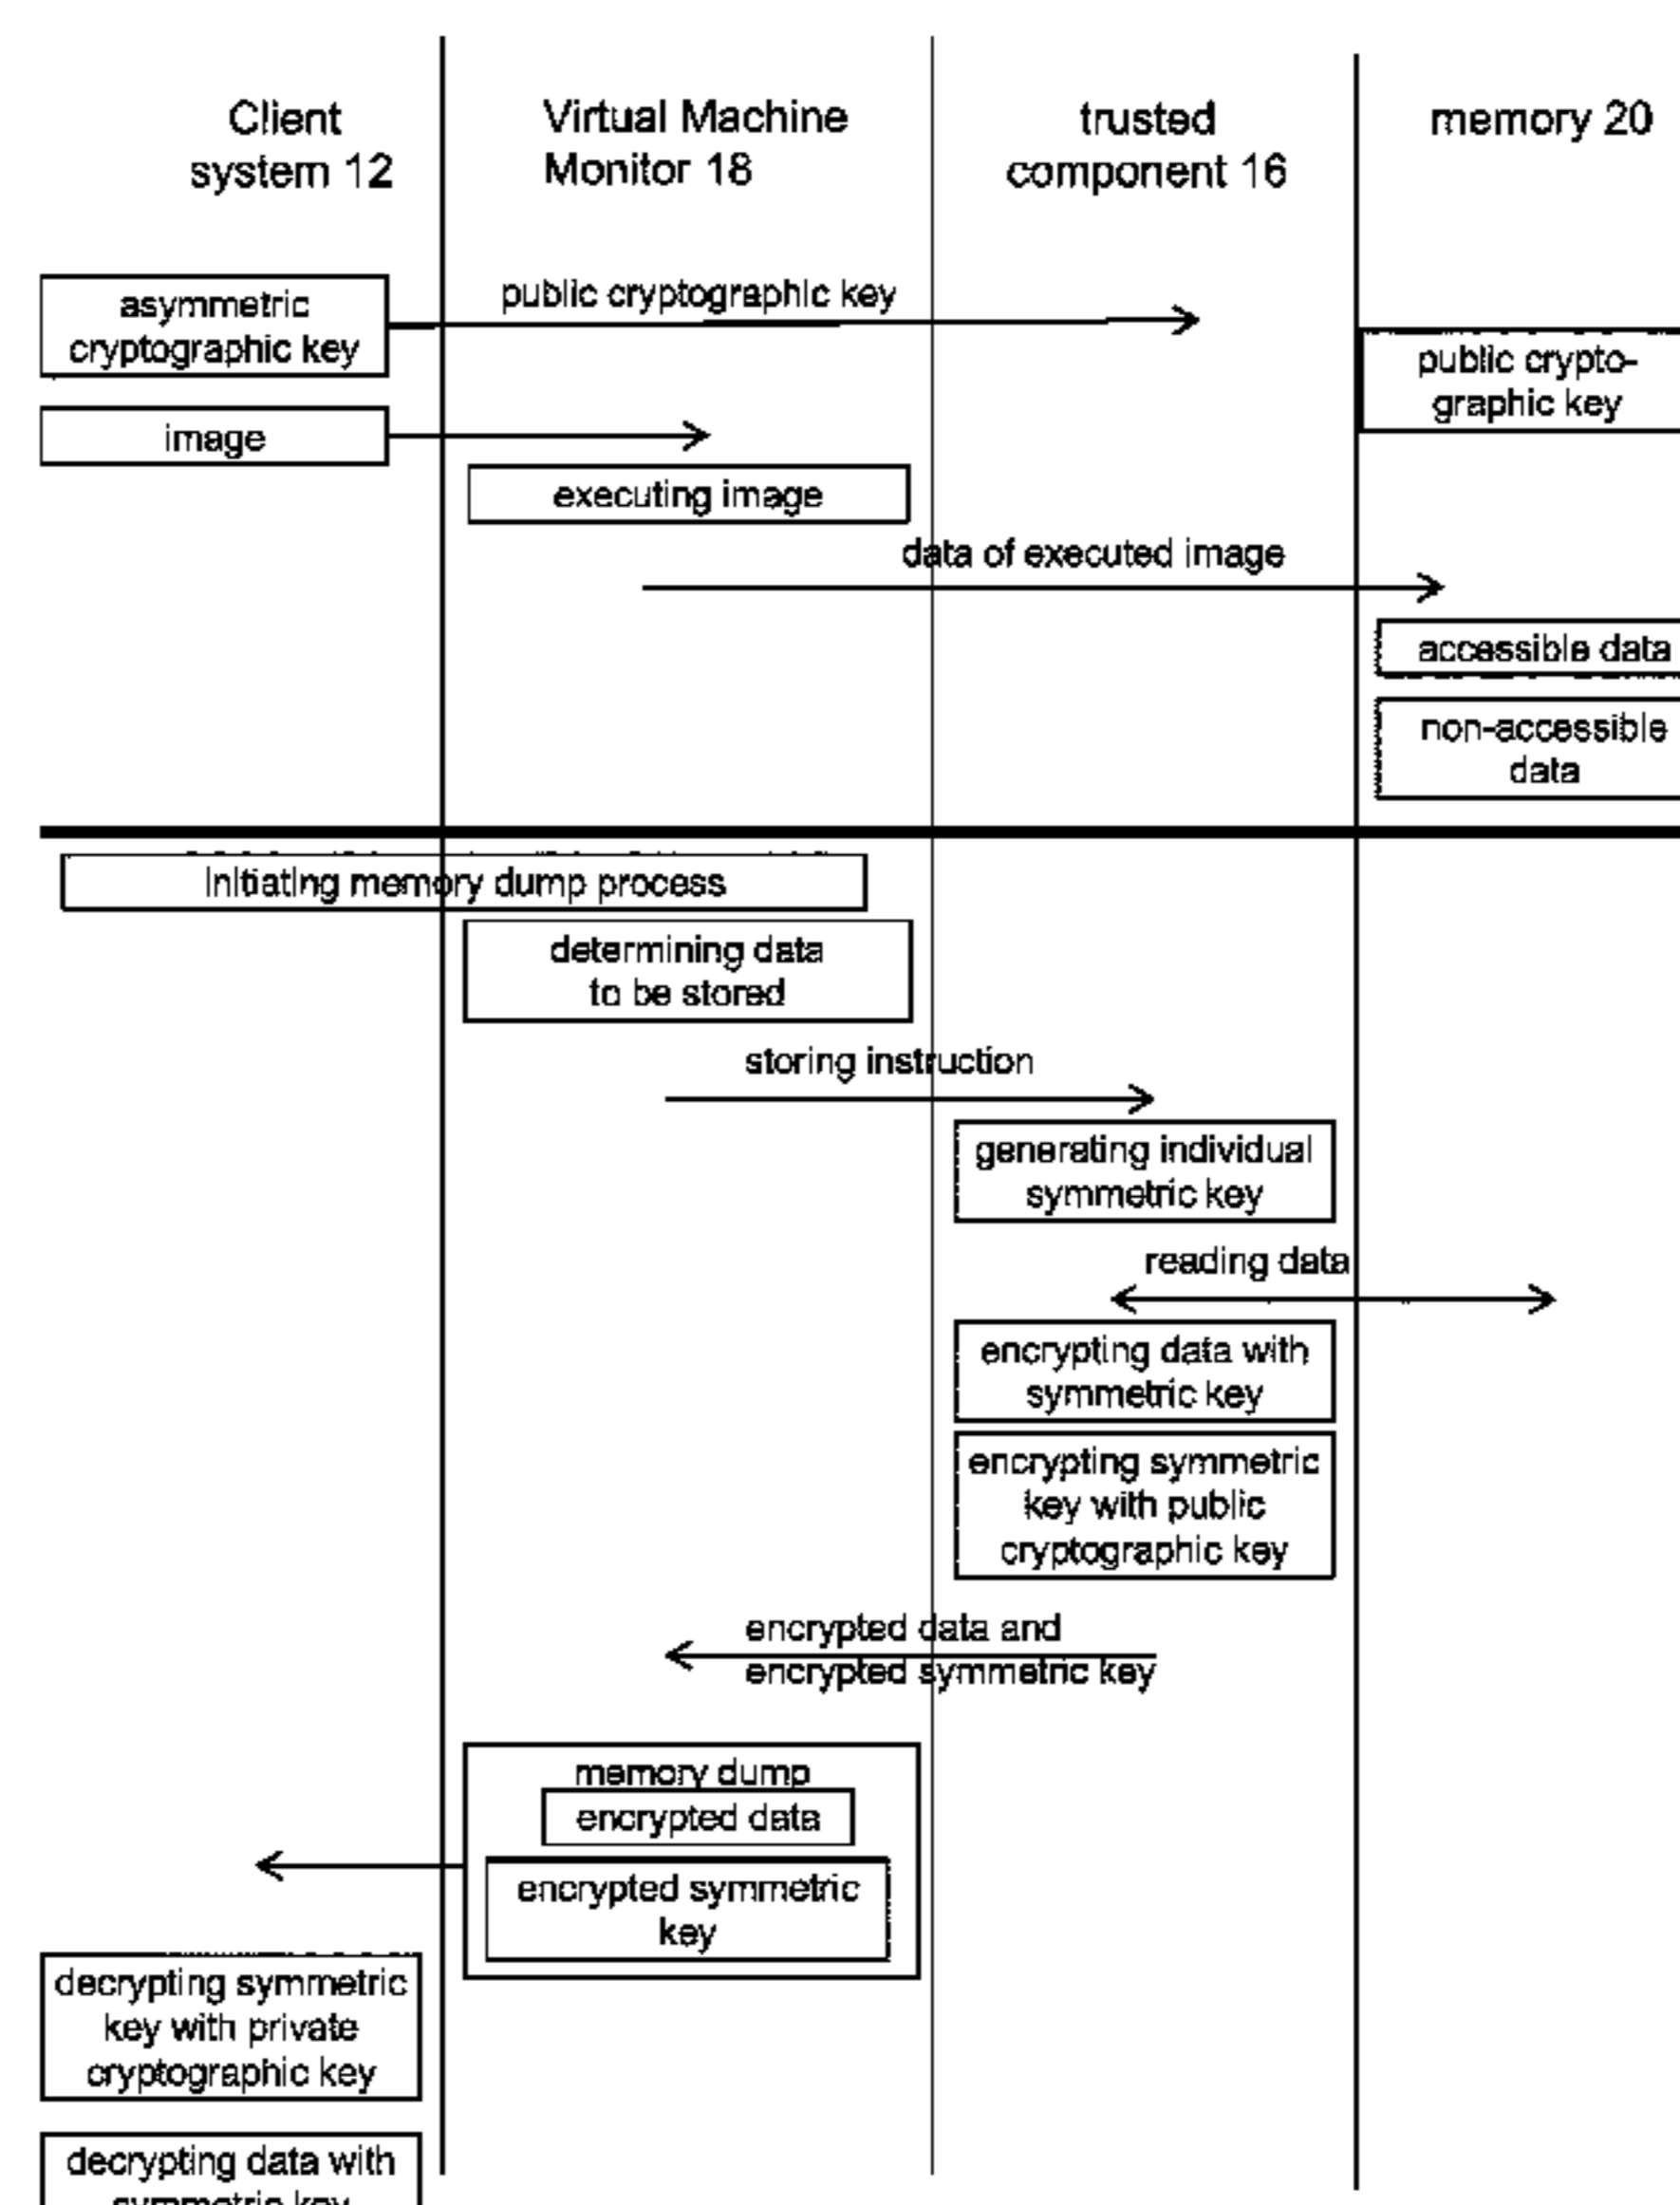 Client
system 12
Virtual Machine
Monitor 18
trusted
component 16
memory 20
asymmetric
cryptographic key
public cryptographic key
public crypto-
graphic key
image
executing image
data of executed image
accessible data
non-accessible
data
initiating memory dump process
determining data
to be stored
storing instruction
generating individual
symmetric key
reading data
encrypting data with
symmetric key
encrypting symmetric
key with public
cryptographic key
encrypted data and
encrypted symmetric key
memory dump
encrypted data
encrypted symmetric
key
decrypting symmetric
key with private
cryptographic key
decrypting data with
symmetric key